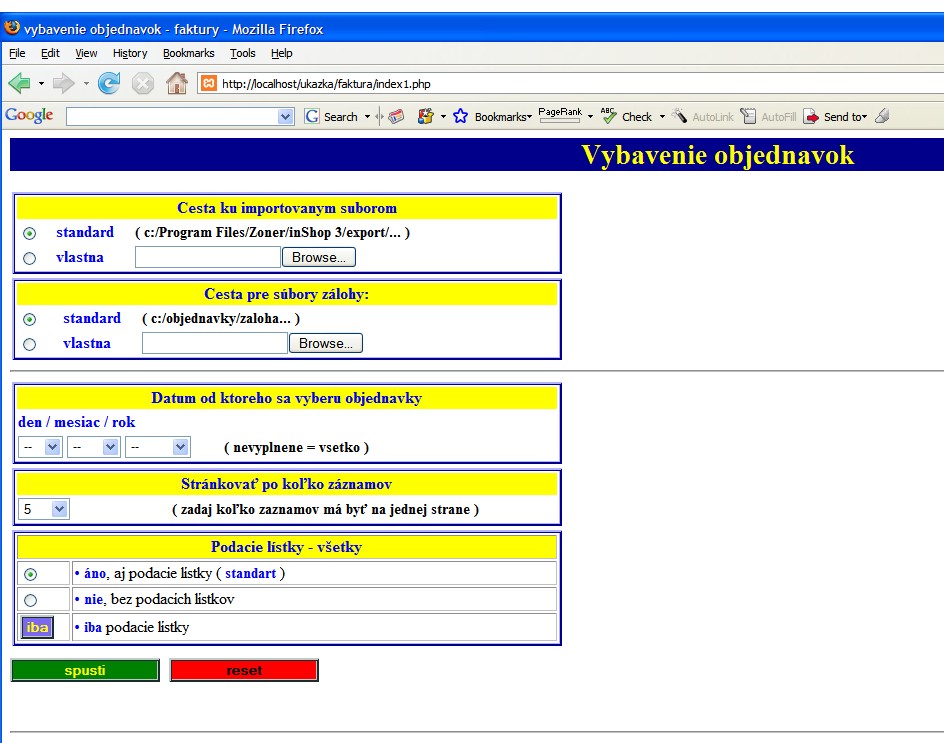 vybavenie objednavok - faktury - Mozilla Firefox
File Edit View History Bookmarks Tools Help
http://localhost/ukazka/faktura/index1.php
Google G Search Bookmarks PageRank ABC Check AutoLink AutoFill Send to
Vybavenie objednavok
Cesta ku importovanym suborom
standard ( c:/Program Files/Zoner/inShop 3/export/... )
vlastna Browse...
Cesta pre súbory zálohy:
standard ( c:/objednavky/zaloha... )
vlastna Browse...
Datum od ktoreho sa vyberu objednavky
den / mesiac / rok
-- -- -- ( nevyplnene = vsetko )
Stránkovať po koľko záznamov
5 ( zadaj koľko zaznamov má byť na jednej strane )
Podacie lístky - všetky
• áno, aj podacie listky ( standart )
• nie, bez podacich listkov
iba • iba podacie listky
spusti reset